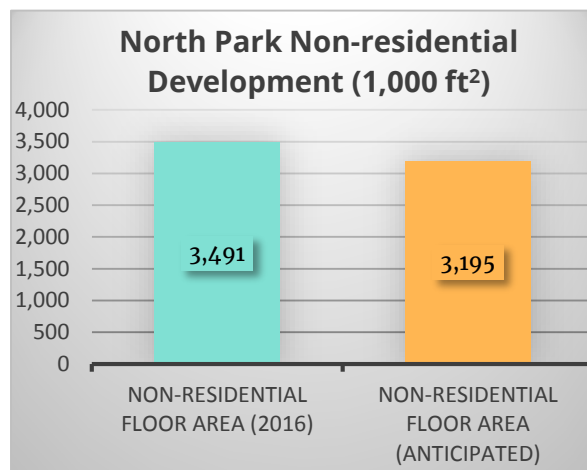 North Park Non-residential
Development (1,000 ft²)
4,000
3,500
3,000
2,500
2,000
1,500
1,000
500
0
3,491
3,195
NON-RESIDENTIAL
FLOOR AREA (2016)
NON-RESIDENTIAL
FLOOR AREA
(ANTICIPATED)